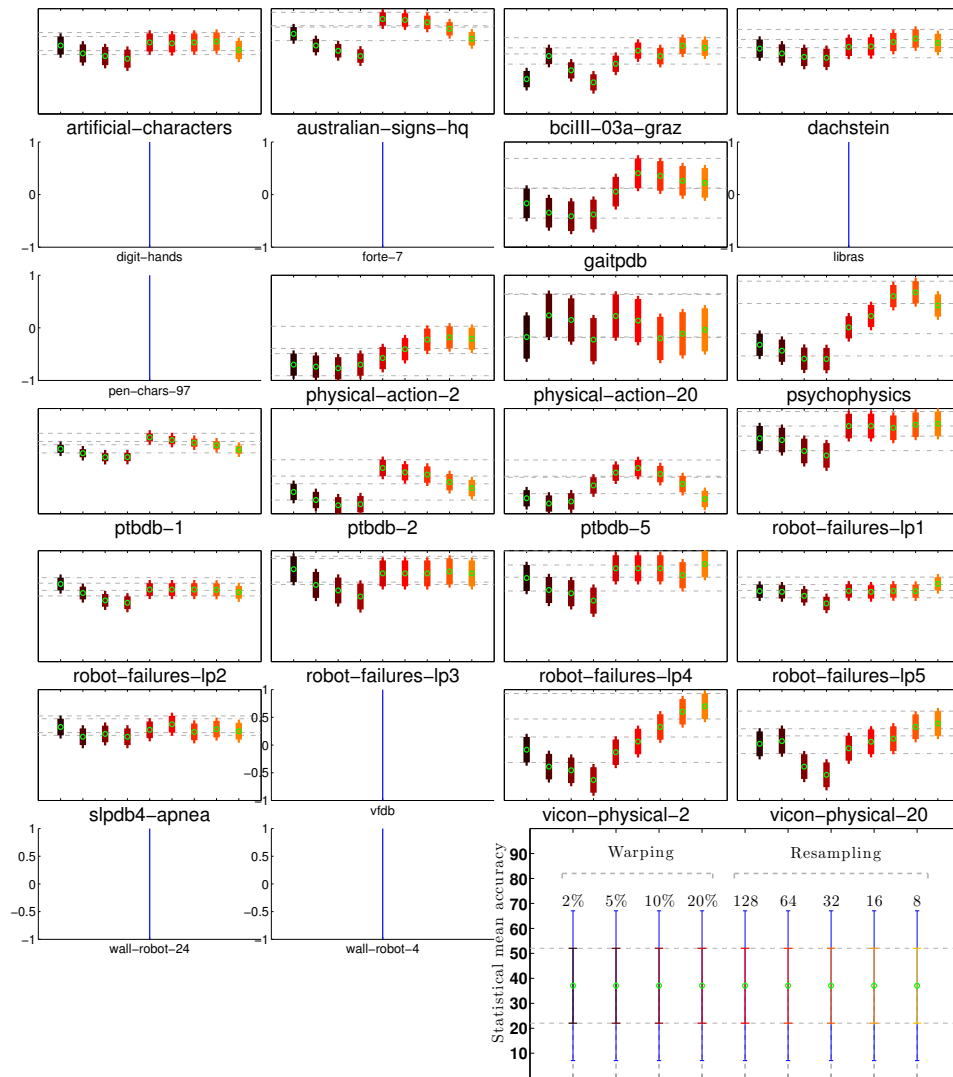 artificial-characters
australian-signs-hq
bciIII-03a-graz
dachstein
1
0
-1
digit-hands
1
0
-1
forte-7
gaitpdb
1
0
-1
libras
1
0
-1
pen-chars-97
physical-action-2
physical-action-20
psychophysics
ptbdb-1
ptbdb-2
ptbdb-5
robot-failures-lp1
robot-failures-lp2
robot-failures-lp3
robot-failures-lp4
robot-failures-lp5
slpdb4-apnea
1
0.5
0
-0.5
-1
vfdb
vicon-physical-2
vicon-physical-20
1
0.5
0
-0.5
-1
wall-robot-24
1
0.5
0
-0.5
-1
wall-robot-4
Statistical mean accuracy
90
80
70
60
50
40
30
20
10
Warping
Resampling
2% 5% 10% 20% 128 64 32 16 8